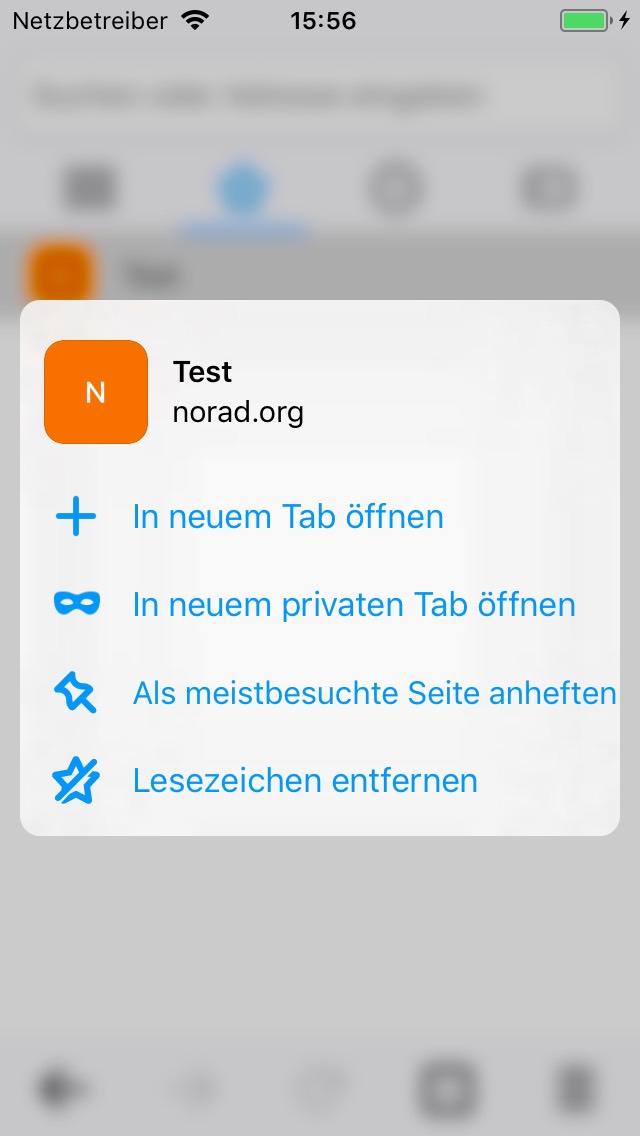 Netzbetreiber 15:56
N
Test
norad.org
In neuem Tab öffnen
In neuem privaten Tab öffnen
Als meistbesuchte Seite anheften
Lesezeichen entfernen